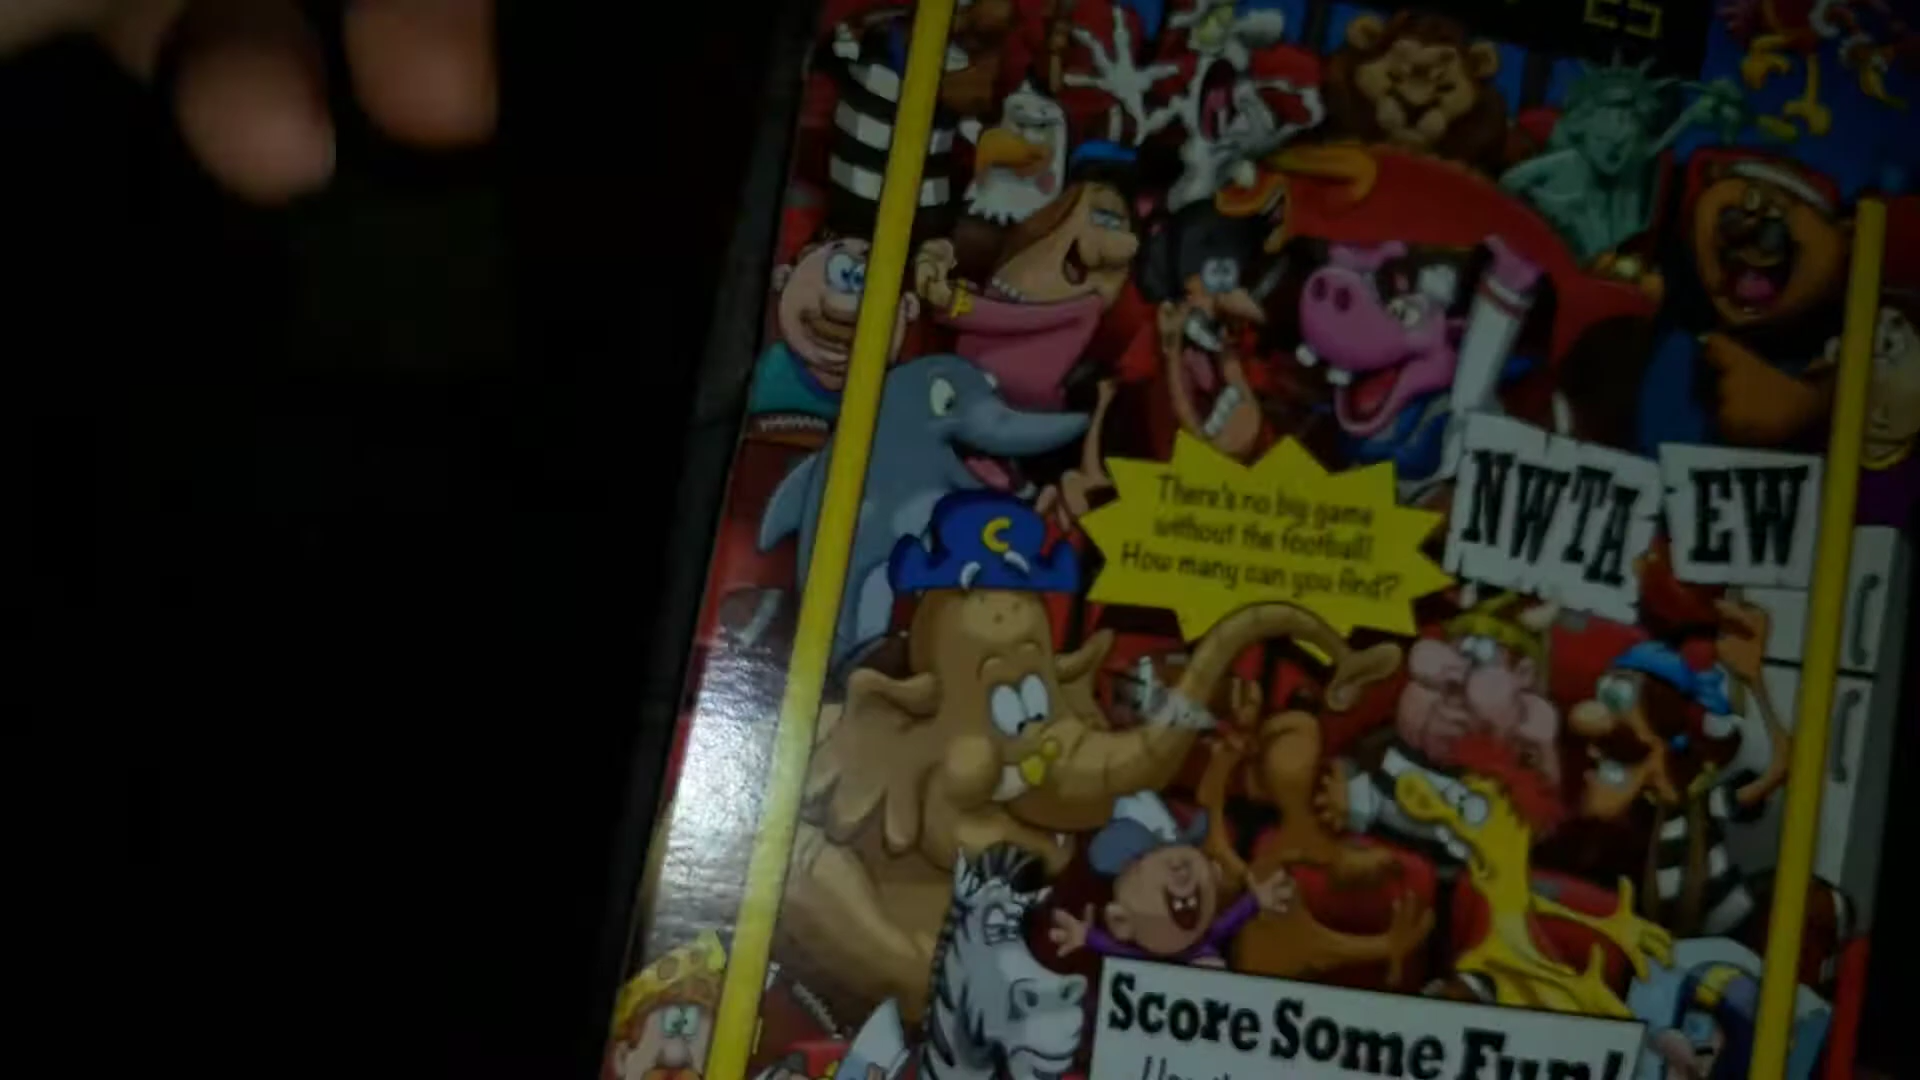 There's no big game
without the football!
How many can you find?
NWTA EW
C
Score Some Fun!